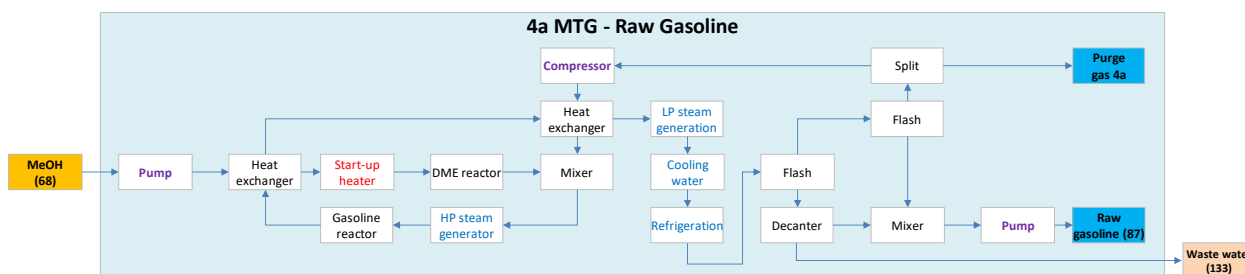 4a MTG - Raw Gasoline
Compressor
Split
Purge
gas 4a
Heat
exchanger
LP steam
generation
Flash
MeOH
(68)
Pump
Heat
exchanger
Start-up
heater
DME reactor
Mixer
Cooling
water
Flash
Gasoline
reactor
HP steam
generator
Refrigeration
Decanter
Mixer
Pump
Raw
gasoline (87)
Waste water
(133)